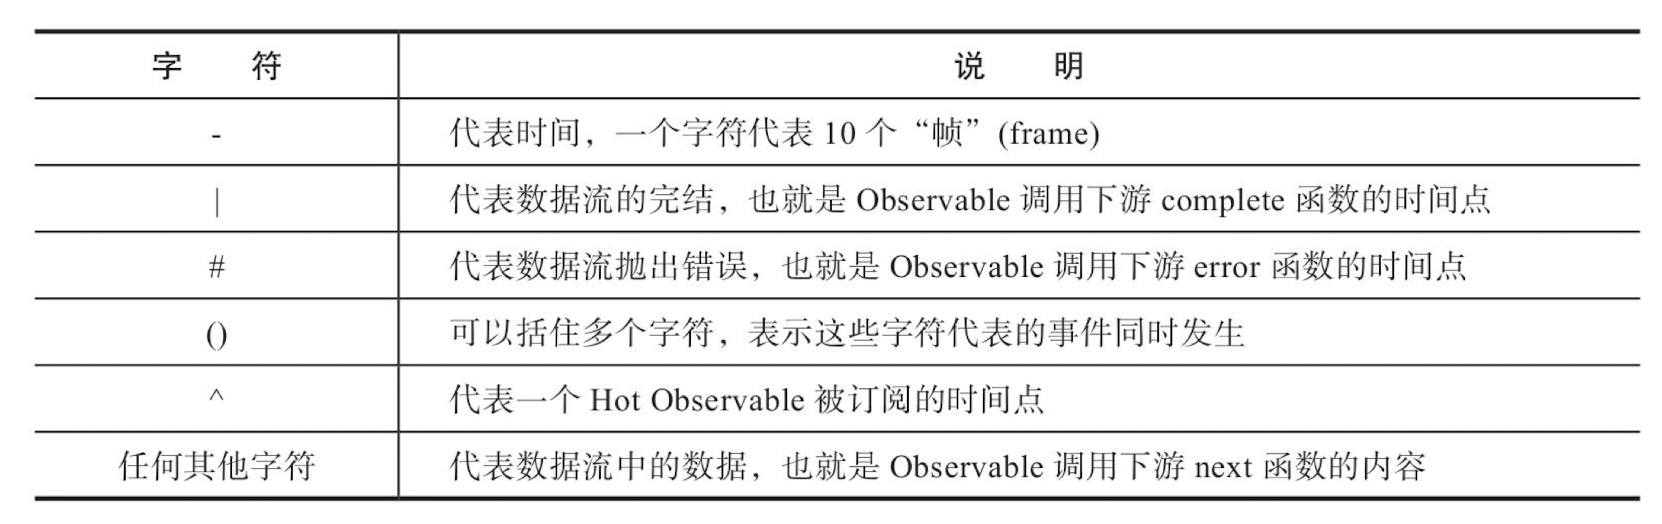 字 符 说 明
- 代表时间，一个字符代表 10 个“帧”(frame)
| 代表数据流的完结，也就是 Observable 调用下游 complete 函数的时间点
# 代表数据流抛出错误，也就是 Observable 调用下游 error 函数的时间点
() 可以括住多个字符，表示这些字符代表的事件同时发生
^ 代表一个 Hot Observable 被订阅的时间点
任何其他字符 代表数据流中的数据，也就是 Observable 调用下游 next 函数的内容